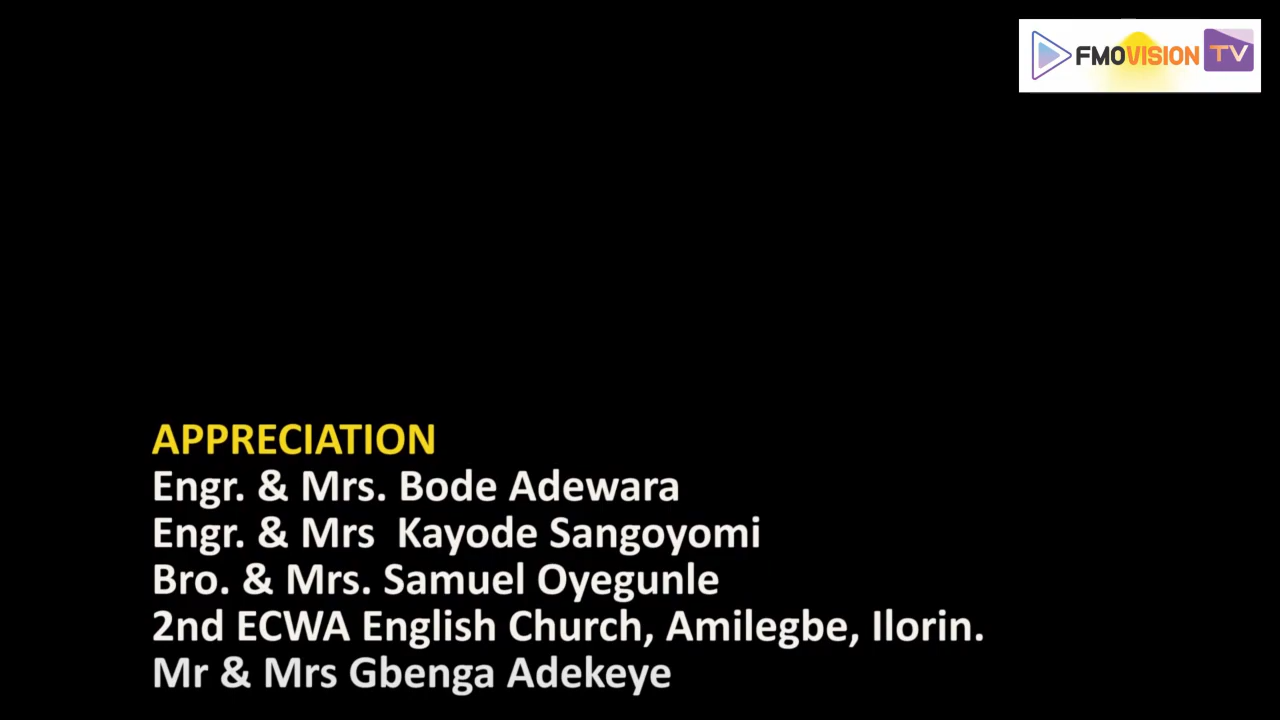 FMOVISION TV
APPRECIATION
Engr. & Mrs. Bode Adewara
Engr. & Mrs  Kayode Sangoyomi
Bro. & Mrs. Samuel Oyegunle
2nd ECWA English Church, Amilegbe, Ilorin.
Mr & Mrs Gbenga Adekeye